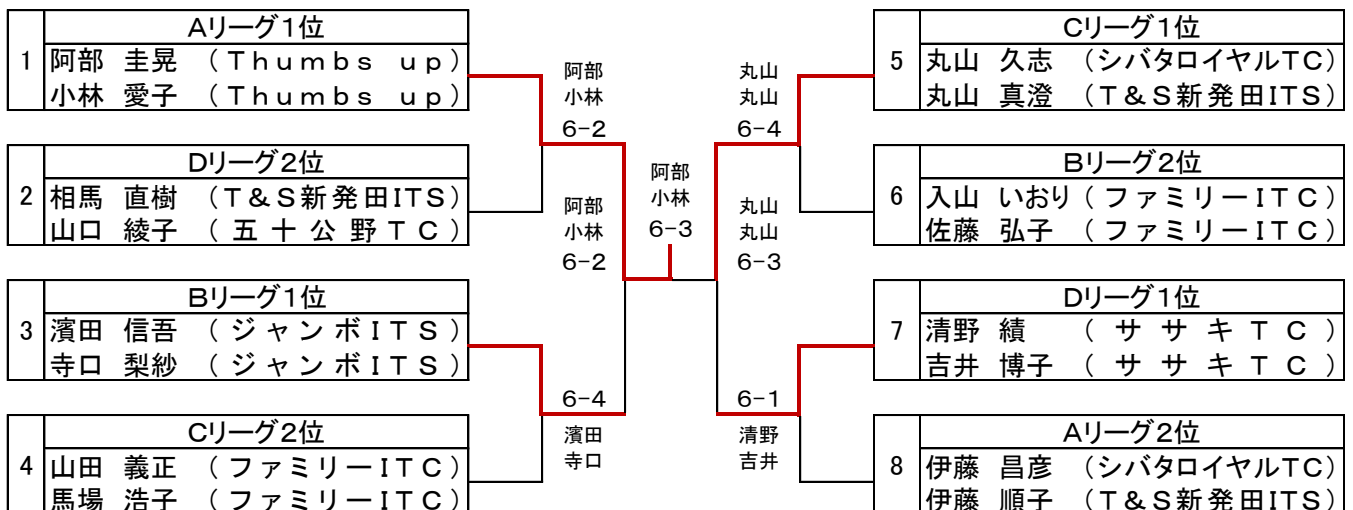 Aリーグ1位
1 阿部 圭晃 (Thumbs up)
小林 愛子 (Thumbs up)
Dリーグ2位
2 相馬 直樹 (T&S新発田ITS)
山口 綾子 (五十公野TC)
Bリーグ1位
3 濱田 信吾 (ジャンボITS)
寺口 梨紗 (ジャンボITS)
Cリーグ2位
4 山田 義正 (ファミリーITC)
馬場 浩子 (ファミリーITC)
阿部
小林
6-2
阿部
小林
6-2
6-4
濱田
寺口
阿部
小林
6-3
丸山
丸山
6-4
丸山
丸山
6-3
6-1
清野
吉井
Cリーグ1位
5 丸山 久志 (シバタロイヤルTC)
丸山 真澄 (T&S新発田ITS)
Bリーグ2位
6 入山 いおり (ファミリーITC)
佐藤 弘子 (ファミリーITC)
Dリーグ1位
7 清野 績 (ササキTC)
吉井 博子 (ササキTC)
Aリーグ2位
8 伊藤 昌彦 (シバタロイヤルTC)
伊藤 順子 (T&S新発田ITS)